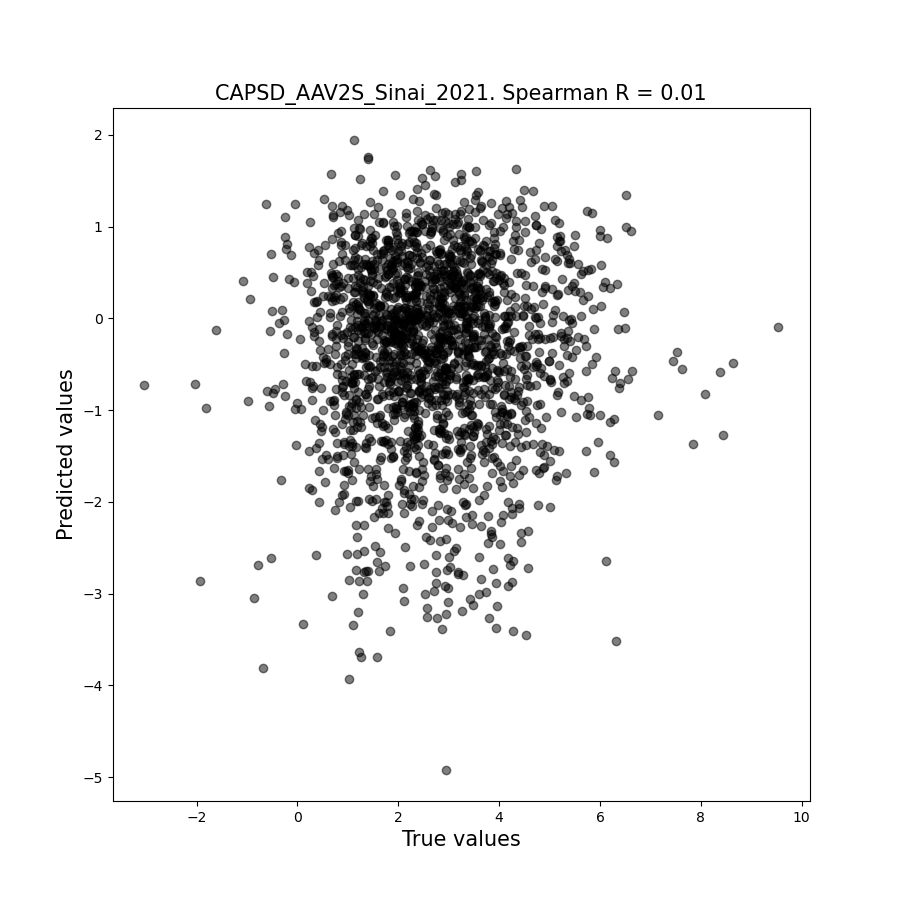 CAPSD_AAV2S_Sinai_2021. Spearman R = 0.01
2
1
0
−1
−2
−3
−4
−5
Predicted values
−2 0 2 4 6 8 10
True values